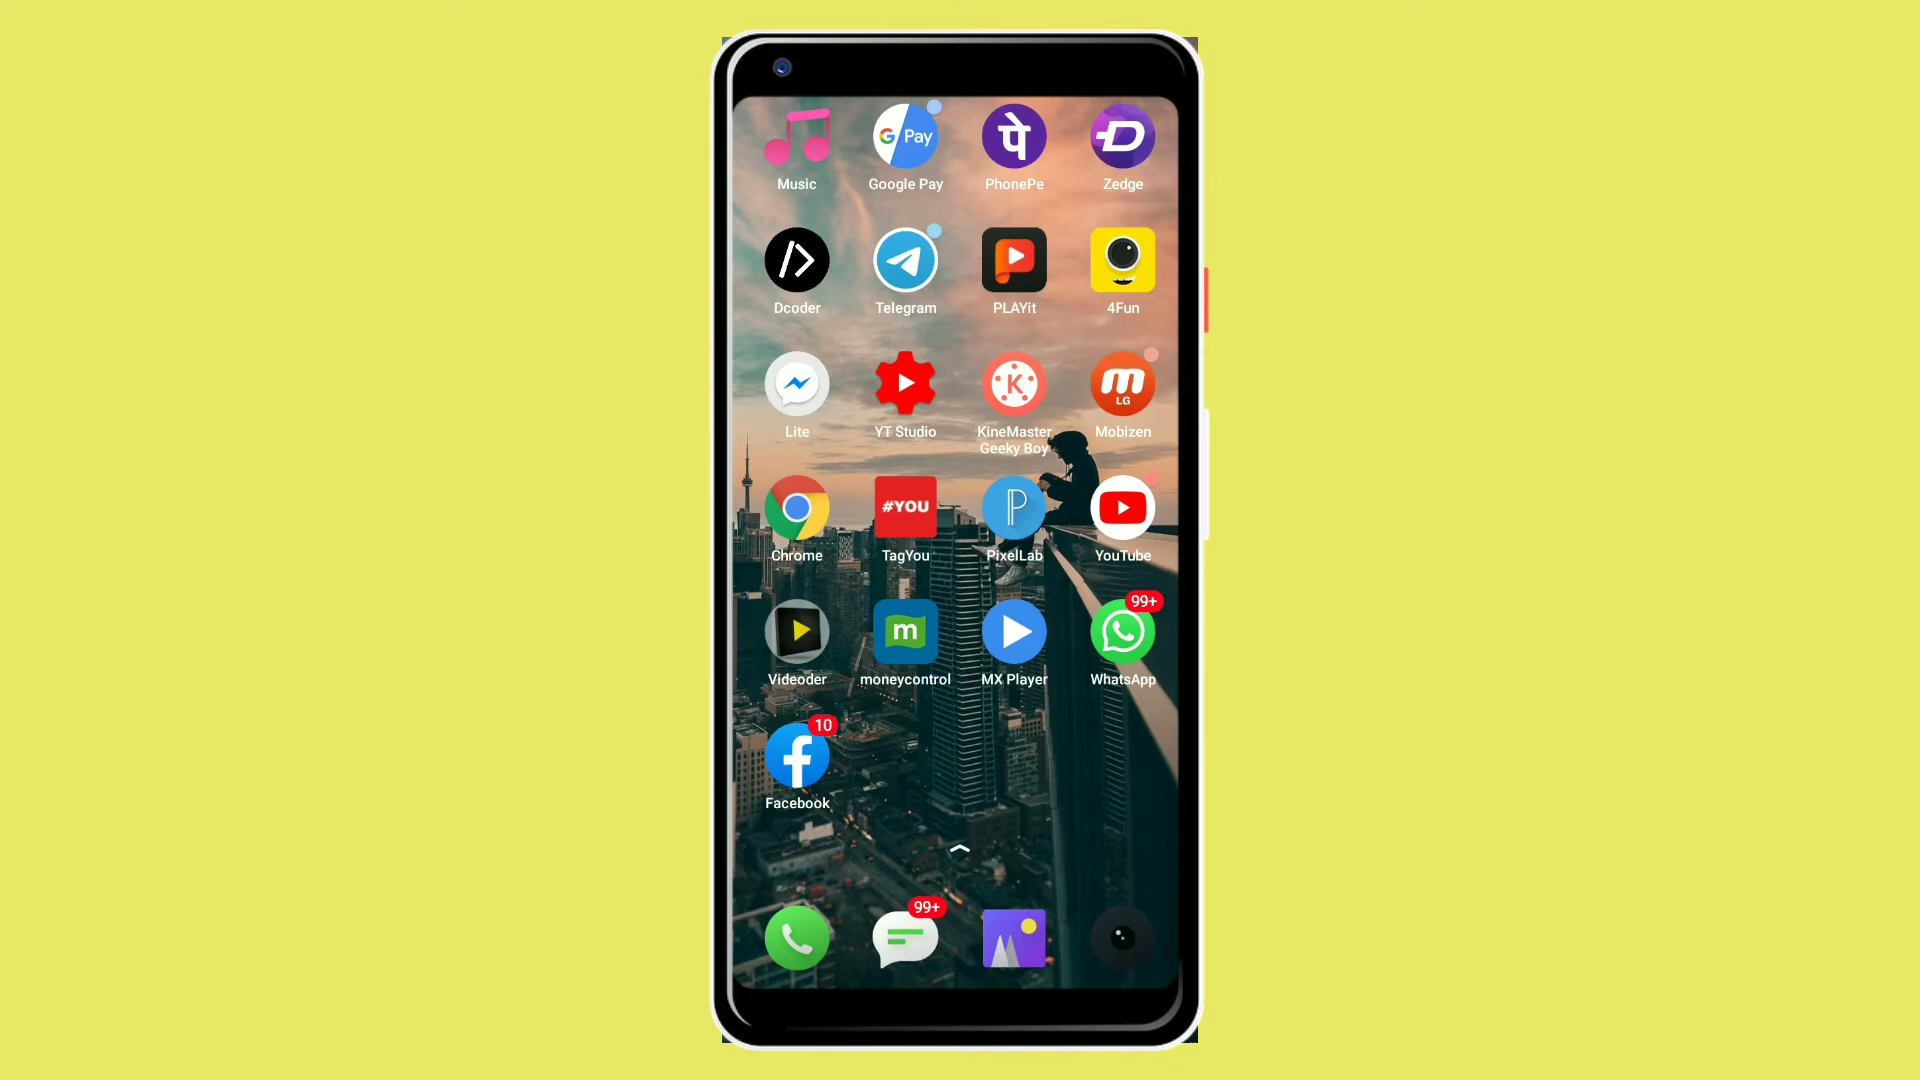 G Pay
पे
Music
Google Pay
PhonePe
Zedge
Dcoder
Telegram
PLAYit
4Fun
K
m
LG
Lite
YT Studio
KineMaster
Geeky Boy
Mobizen
#YOU
P
Chrome
TagYou
PixelLab
YouTube
99+
m
Videoder
moneycontrol
MX Player
WhatsApp
10
f
Facebook
99+